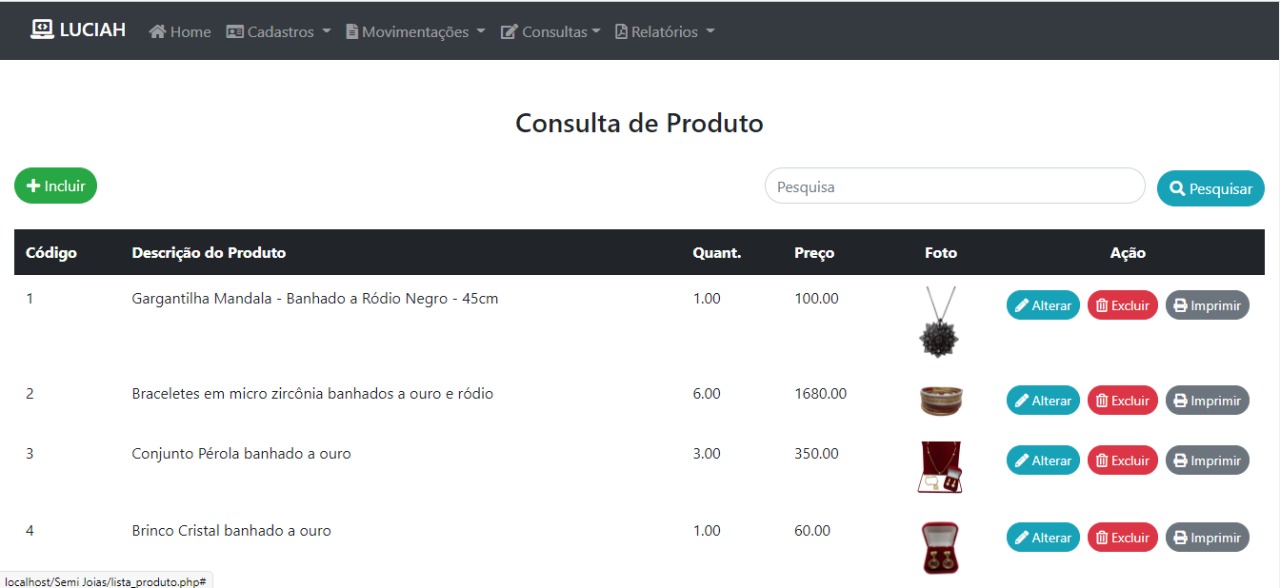 LUCIAH Home Cadastros Movimentações Consultas Relatórios
Consulta de Produto
Incluir Pesquisa Pesquisar
Código Descrição do Produto Quant. Preço Foto Ação
1 Gargantilha Mandala - Banhado a Ródio Negro - 45cm 1.00 100.00 Alterar Excluir Imprimir
2 Braceletes em micro zircônia banhados a ouro e ródio 6.00 1680.00 Alterar Excluir Imprimir
3 Conjunto Pérola banhado a ouro 3.00 350.00 Alterar Excluir Imprimir
4 Brinco Cristal banhado a ouro 1.00 60.00 Alterar Excluir Imprimir
localhost/Semi Joias/lista_produto.php#